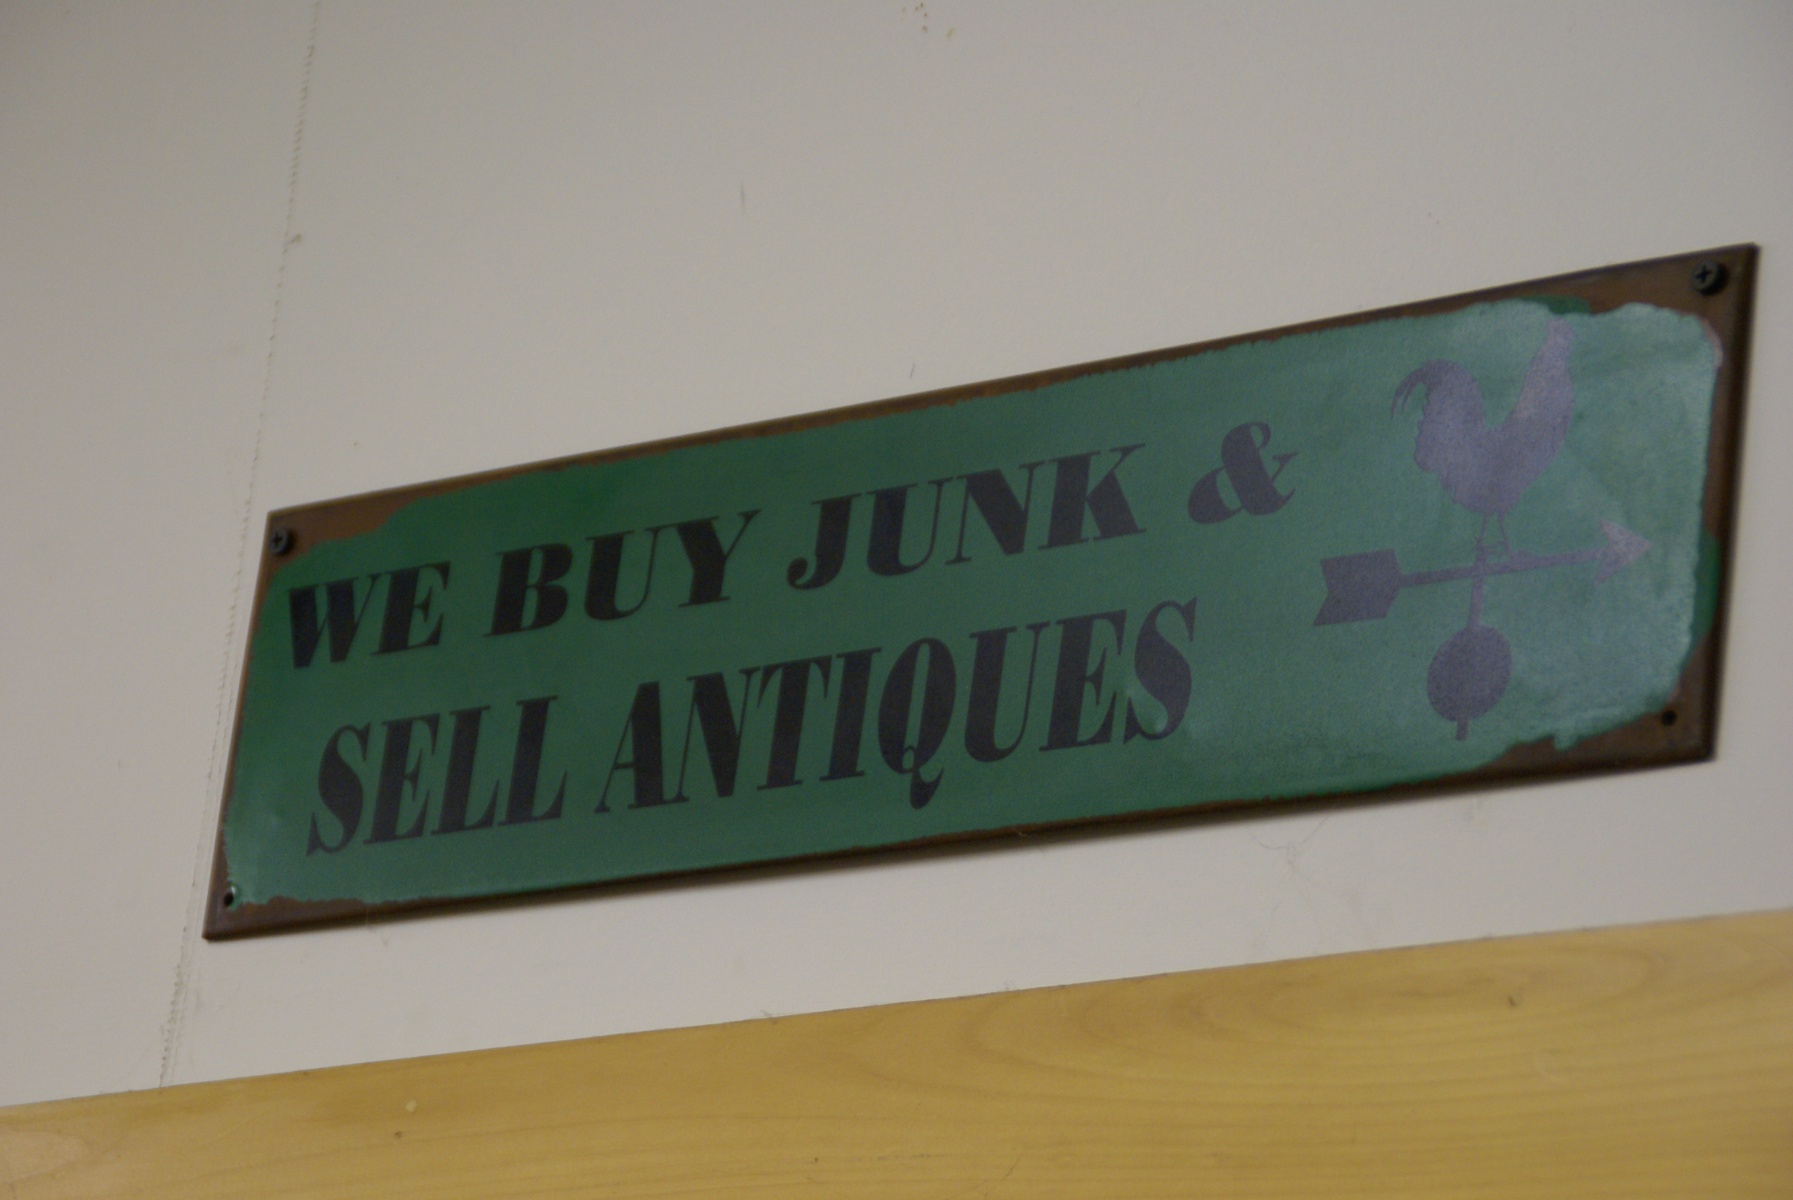 WE BUY JUNK &
SELL ANTIQUES